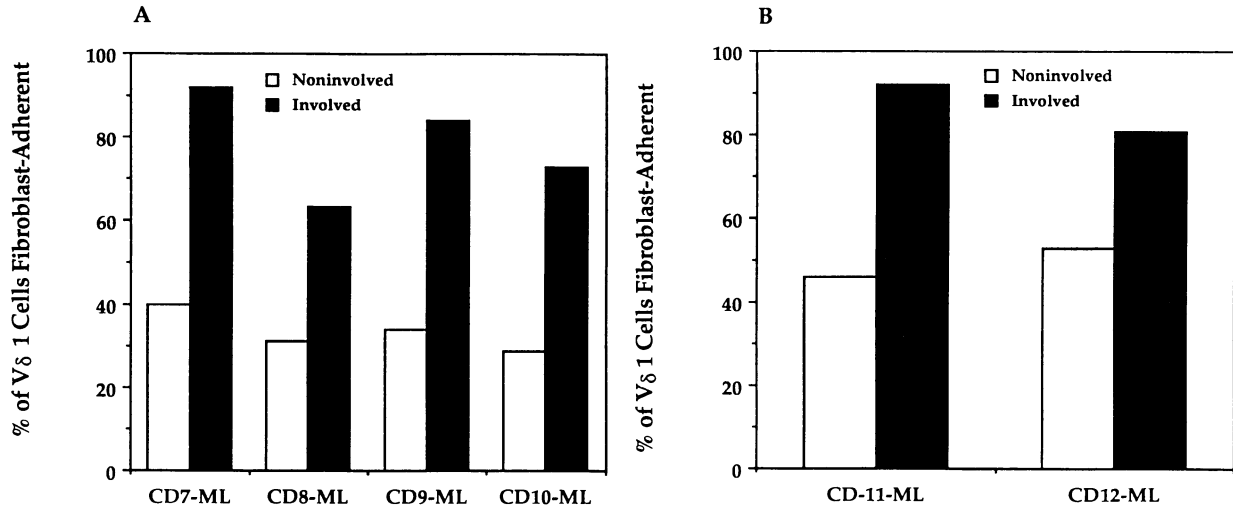 A
% of Vδ 1 Cells Fibroblast-Adherent
100
80
60
40
20
0
Noninvolved
Involved
CD7-ML CD8-ML CD9-ML CD10-ML
B
% of Vδ 1 Cells Fibroblast-Adherent
100
80
60
40
20
0
Noninvolved
Involved
CD-11-ML CD12-ML